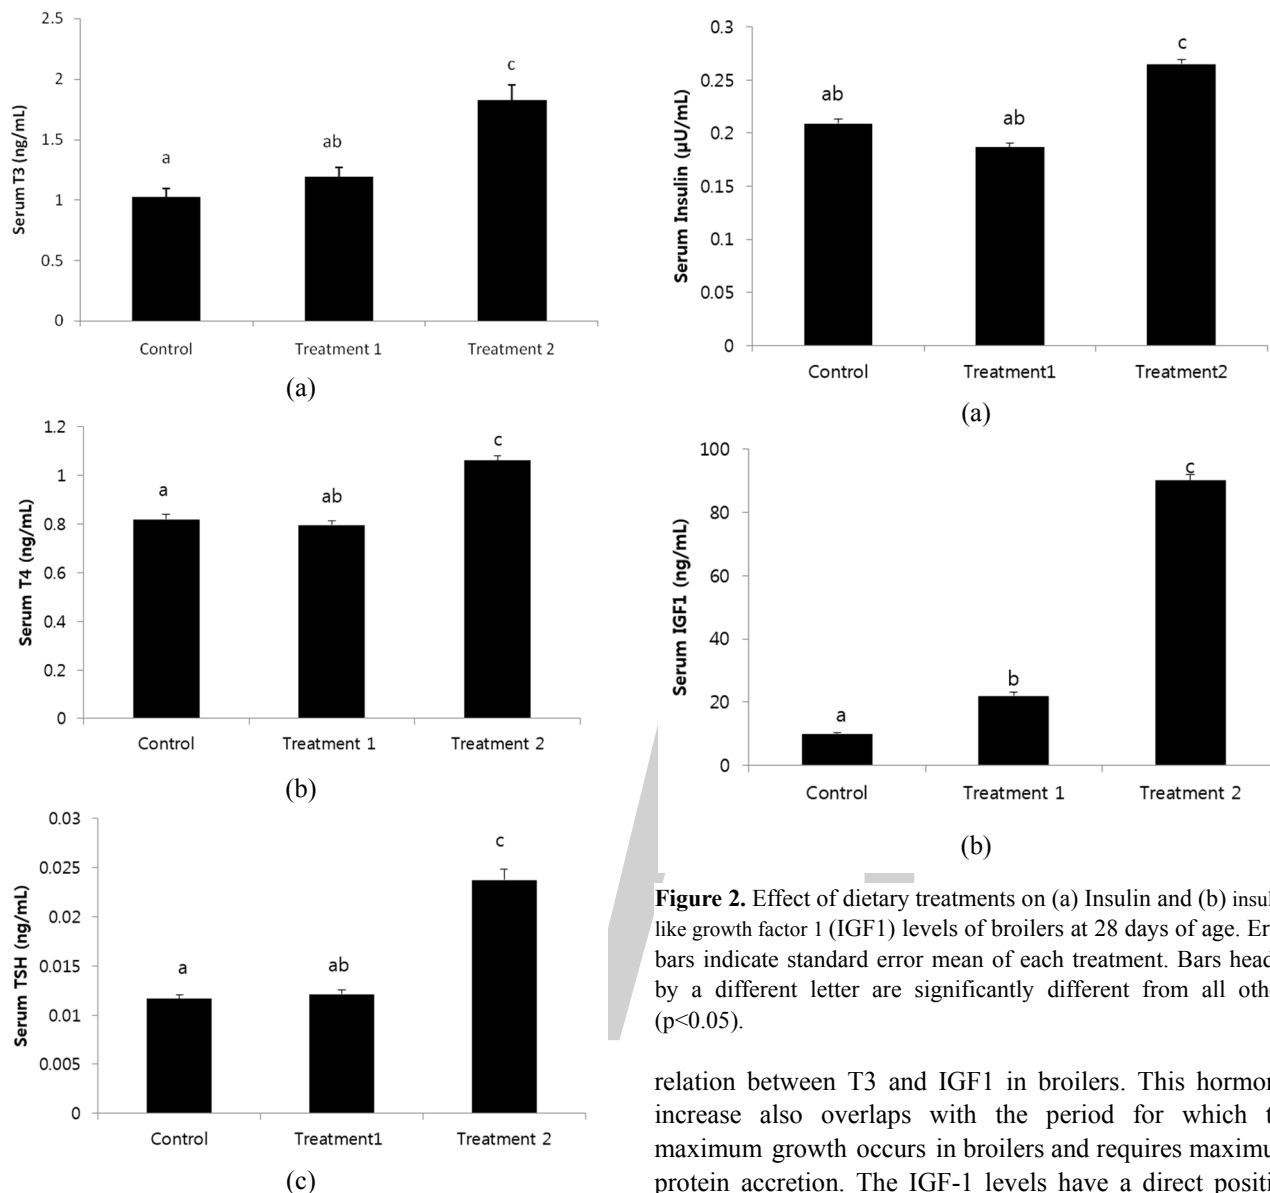 2.5
2
1.5
1
0.5
0
Serum T3 (ng/mL)
a
ab
c
Control
Treatment 1
Treatment 2
(a)
1.2
1
0.8
0.6
0.4
0.2
0
Serum T4 (ng/mL)
a
ab
c
Control
Treatment 1
Treatment 2
(b)
0.03
0.025
0.02
0.015
0.01
0.005
0
Serum TSH (ng/mL)
a
ab
c
Control
Treatment1
Treatment 2
(c)
0.3
0.25
0.2
0.15
0.1
0.05
0
Serum Insulin (µU/mL)
ab
ab
c
Control
Treatment1
Treatment2
(a)
100
80
60
40
20
0
Serum IGF1 (ng/mL)
a
b
c
Control
Treatment 1
Treatment 2
(b)
Figure 2. Effect of dietary treatments on (a) Insulin and (b) insul
like growth factor 1 (IGF1) levels of broilers at 28 days of age. Er
bars indicate standard error mean of each treatment. Bars head
by a different letter are significantly different from all oth
(p<0.05).
relation between T3 and IGF1 in broilers. This hormon
increase also overlaps with the period for which t
maximum growth occurs in broilers and requires maximu
protein accretion. The IGF-1 levels have a direct positi